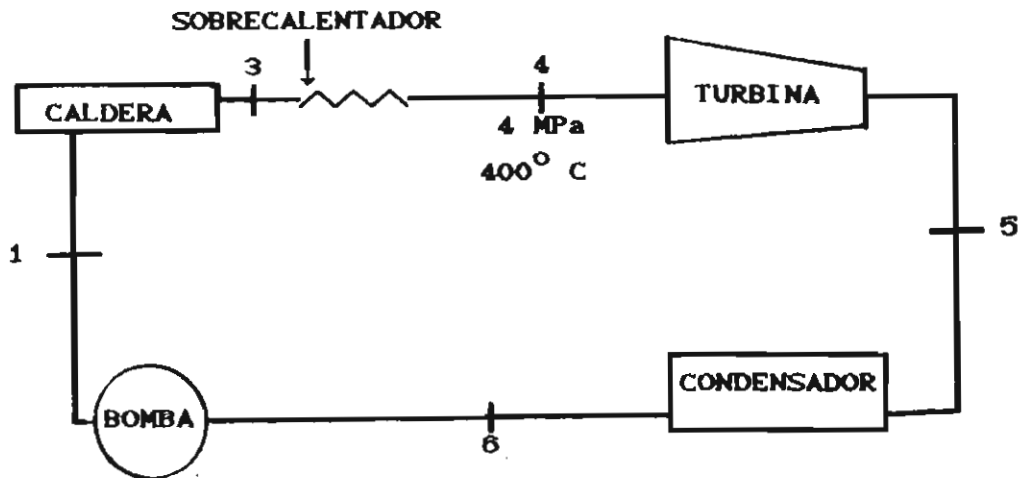 SOBRECALENTADOR
3
4
CALDERA
TURBINA
4 MPa
400° C
1
5
CONDENSADOR
BOMBA
6